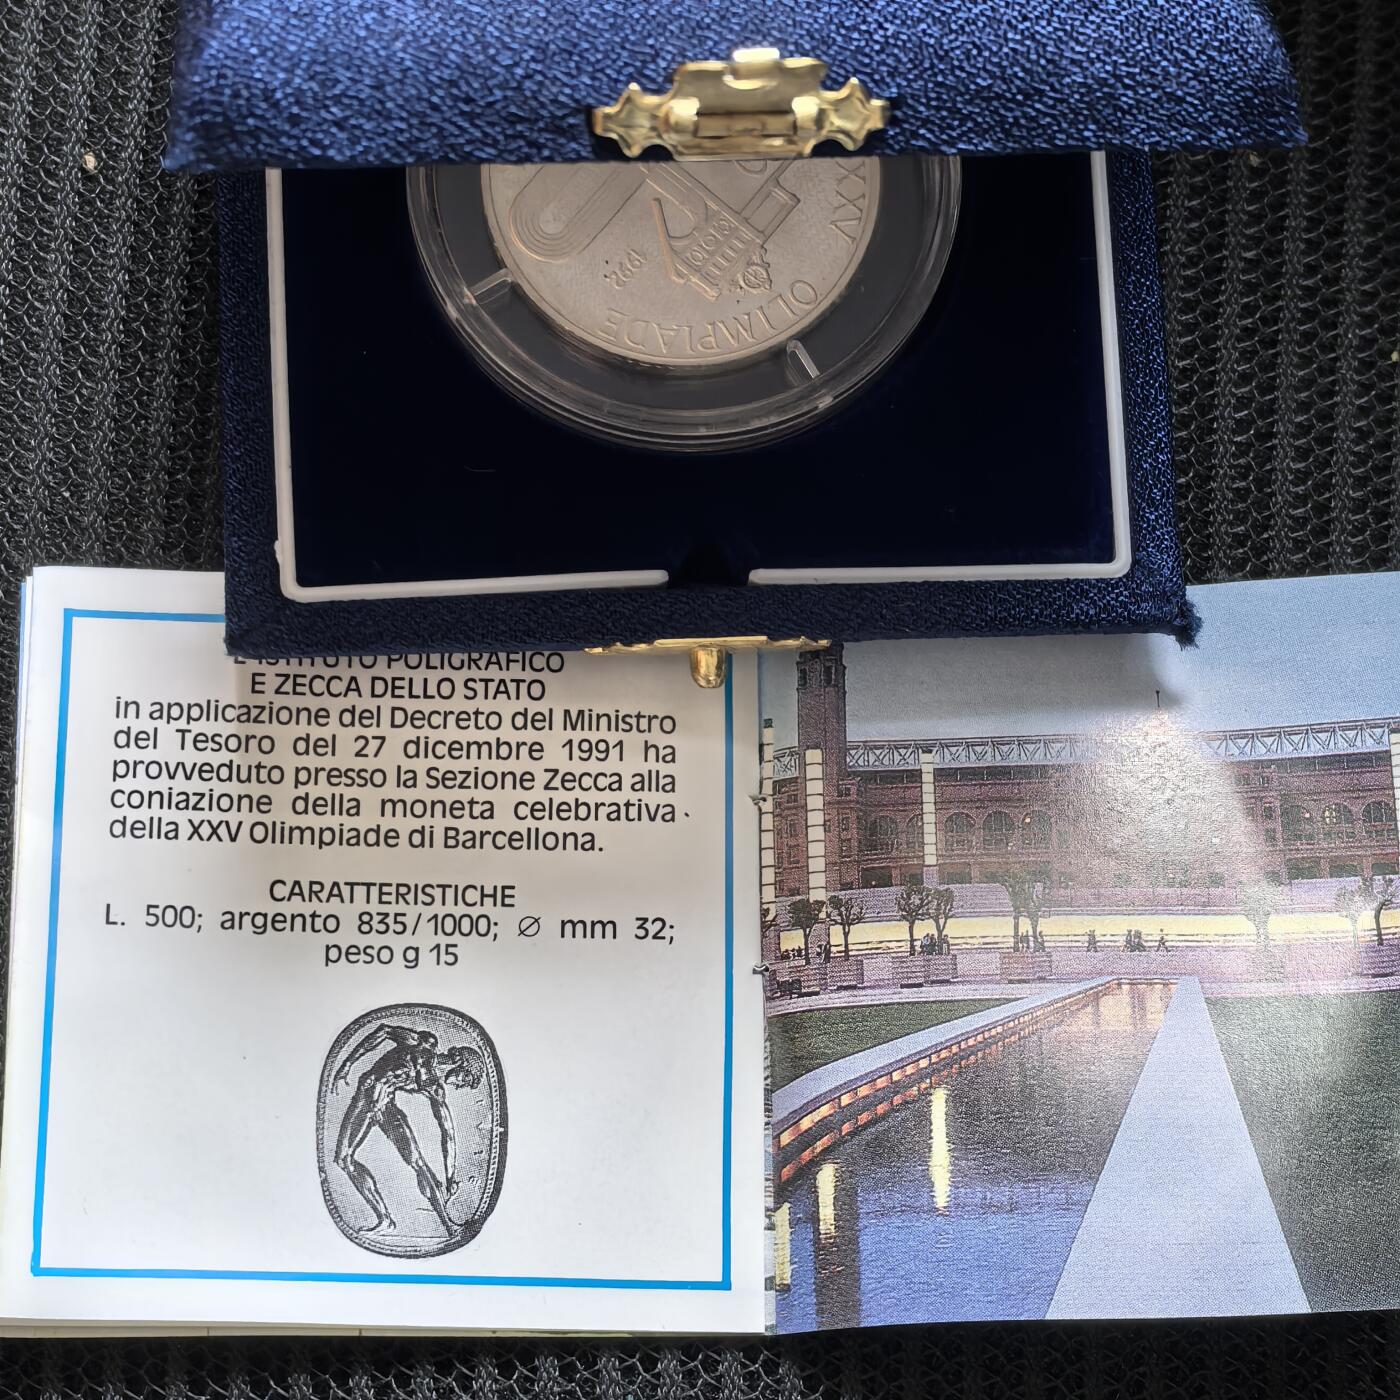 XXV
OLIMPIADE
1992
L'ISTITUTO POLIGRAFICO
E ZECCA DELLO STATO
in applicazione del Decreto del Ministro
del Tesoro del 27 dicembre 1991 ha
provveduto presso la Sezione Zecca alla
coniazione della moneta celebrativa
della XXV Olimpiade di Barcellona.
CARATTERISTICHE
L. 500; argento 835/1000; ∅ mm 32;
peso g 15